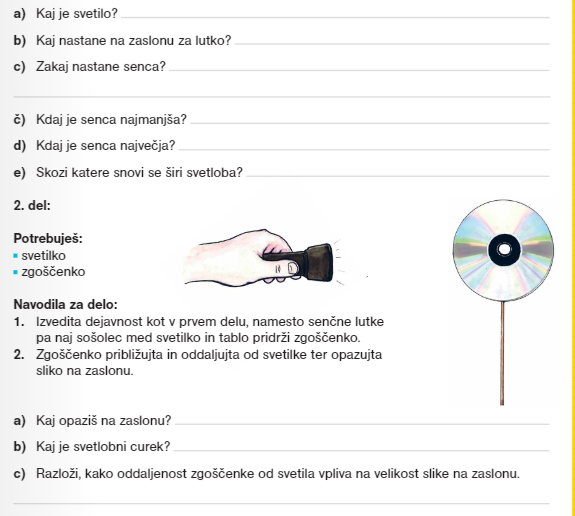 a) Kaj je svetilo?
b) Kaj nastane na zaslonu za lutko?
c) Zakaj nastane senca?
č) Kdaj je senca najmanjša?
d) Kdaj je senca največja?
e) Skozi katere snovi se širi svetloba?
2. del:
Potrebuješ:
▪ svetilko
▪ zgoščenko
Navodila za delo:
1. Izvedita dejavnost kot v prvem delu, namesto senčne lutke
pa naj sošolec med svetilko in tablo pridrži zgoščenko.
2. Zgoščenko približujta in oddaljujta od svetilke ter opazujta
sliko na zaslonu.
a) Kaj opaziš na zaslonu?
b) Kaj je svetlobni curek?
c) Razloži, kako oddaljenost zgoščenke od svetila vpliva na velikost slike na zaslonu.